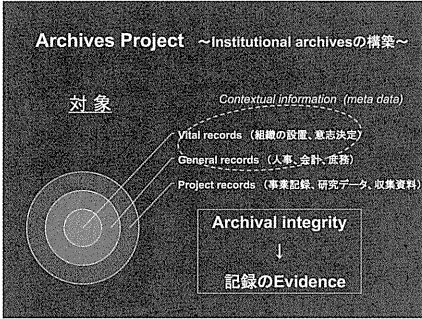 Archives Project ～Institutional archivesの構築～
対象
Contextual information (meta data)
Vital records （組織の設置、意志決定）
General records （人事、会計、庶務）
Project records （事業記録、研究データ、収集資料）
Archival integrity
↓
記録のEvidence